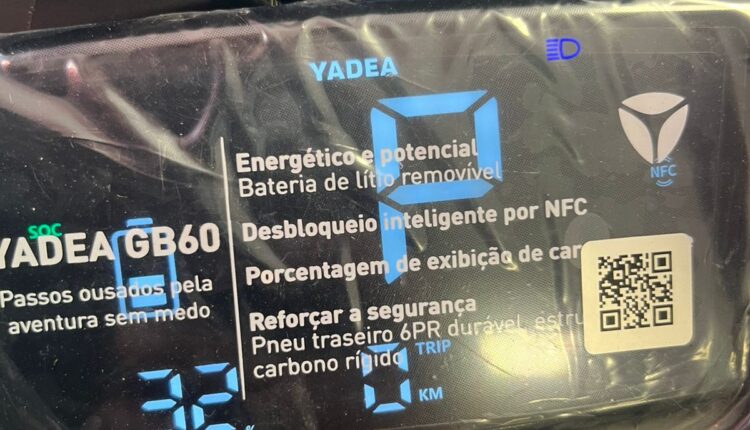 YADEA
P
Energético e potencial
Bateria de lítio removível
NFC
Desbloqueio inteligente por NFC
SOC
YADEA GB60
Porcentagem de exibição de car
Passos ousados pela
aventura sem medo
Reforçar a segurança
Pneu traseiro 6PR durável, estru
carbono rígido
TRIP
0
KM
%